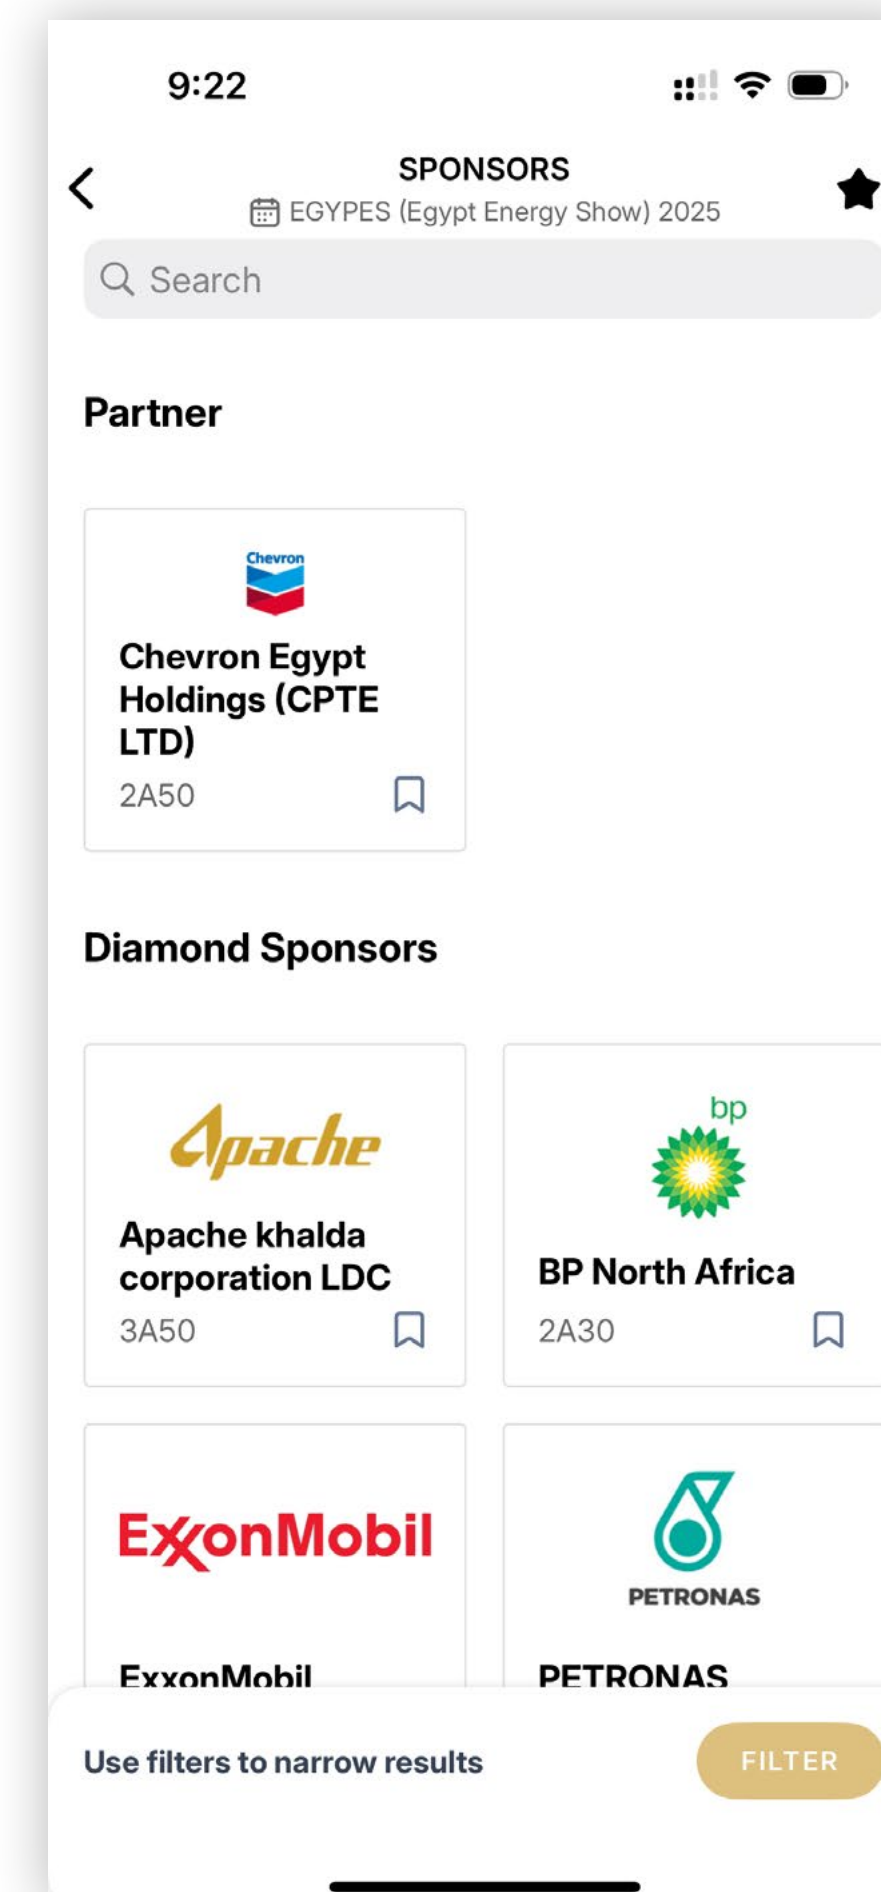 9:22
SPONSORS
EGYPES (Egypt Energy Show) 2025
Search
Partner
Chevron
Chevron Egypt
Holdings (CPTE
LTD)
2A50
Diamond Sponsors
Apache
Apache khalda
corporation LDC
3A50
bp
BP North Africa
2A30
ExxonMobil
ExxonMobil
PETRONAS
PETRONAS
Use filters to narrow results
FILTER